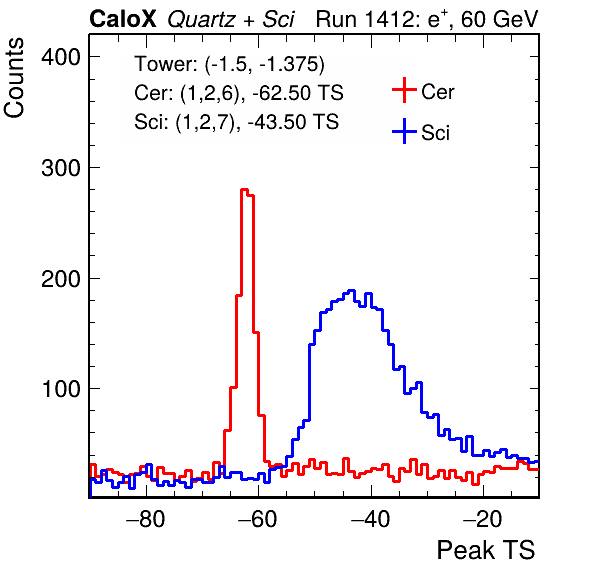 CaloX Quartz + Sci Run 1412: e⁺, 60 GeV
Counts
400
300
200
100
Tower: (-1.5, -1.375)
Cer: (1,2,6), -62.50 TS
Sci: (1,2,7), -43.50 TS
Cer
Sci
−80 −60 −40 −20
Peak TS